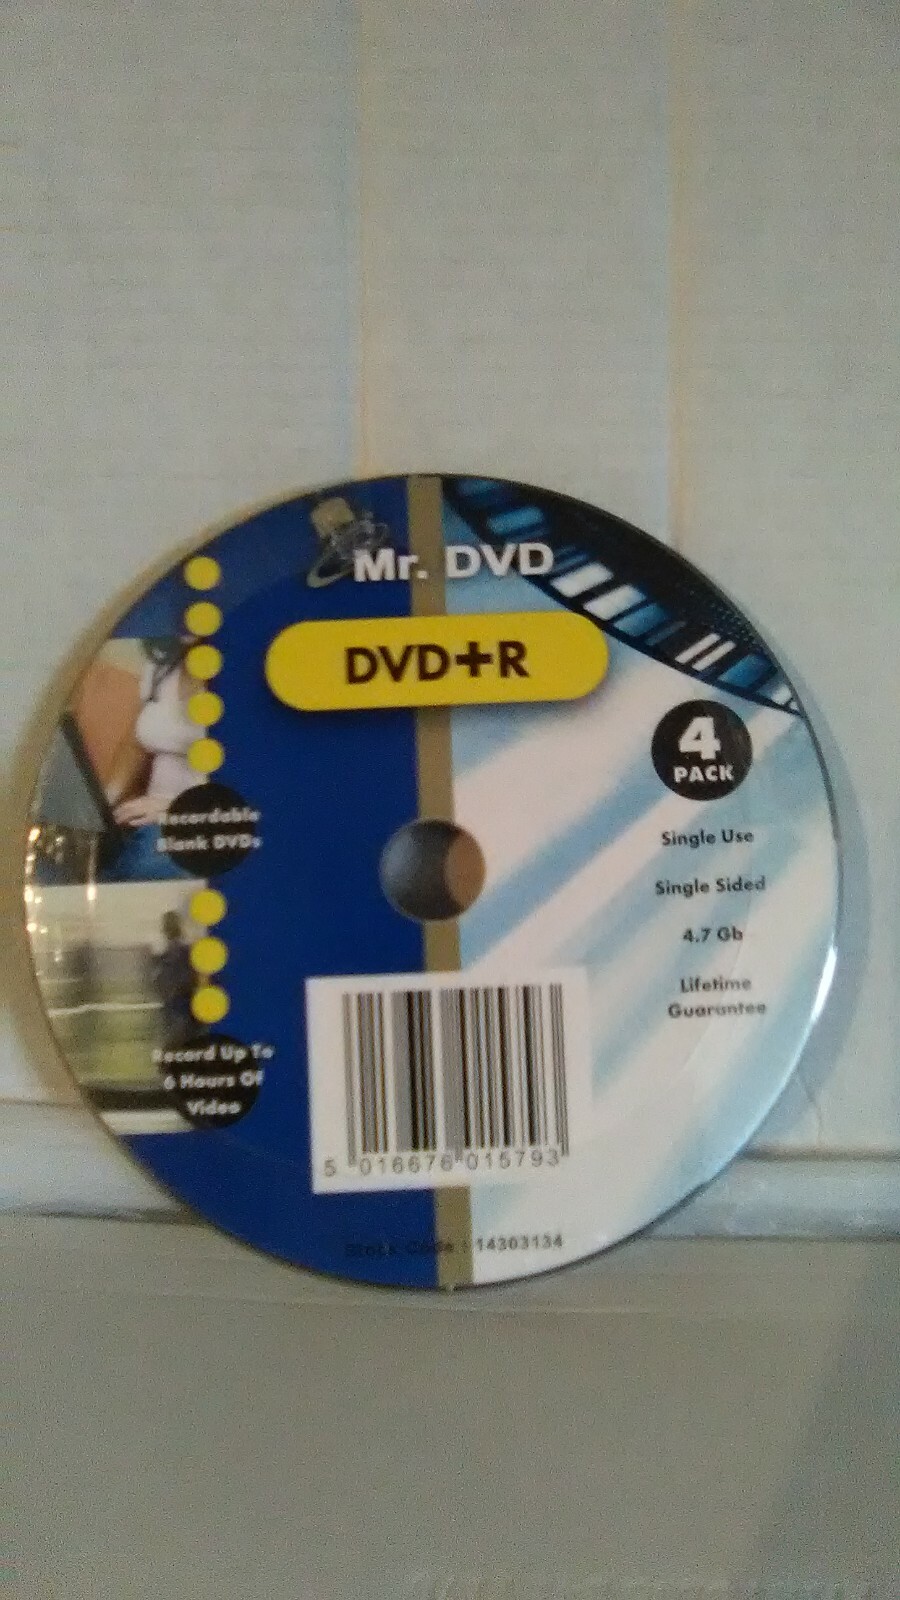 Mr. DVD
DVD+R
4
PACK
Single Use
Single Sided
4.7 Gb
Lifetime
Guarantee
Recordable
Blank DVDs
Record Up To
6 Hours Of
Video
5 016676 015793
Stock Code : 14303134